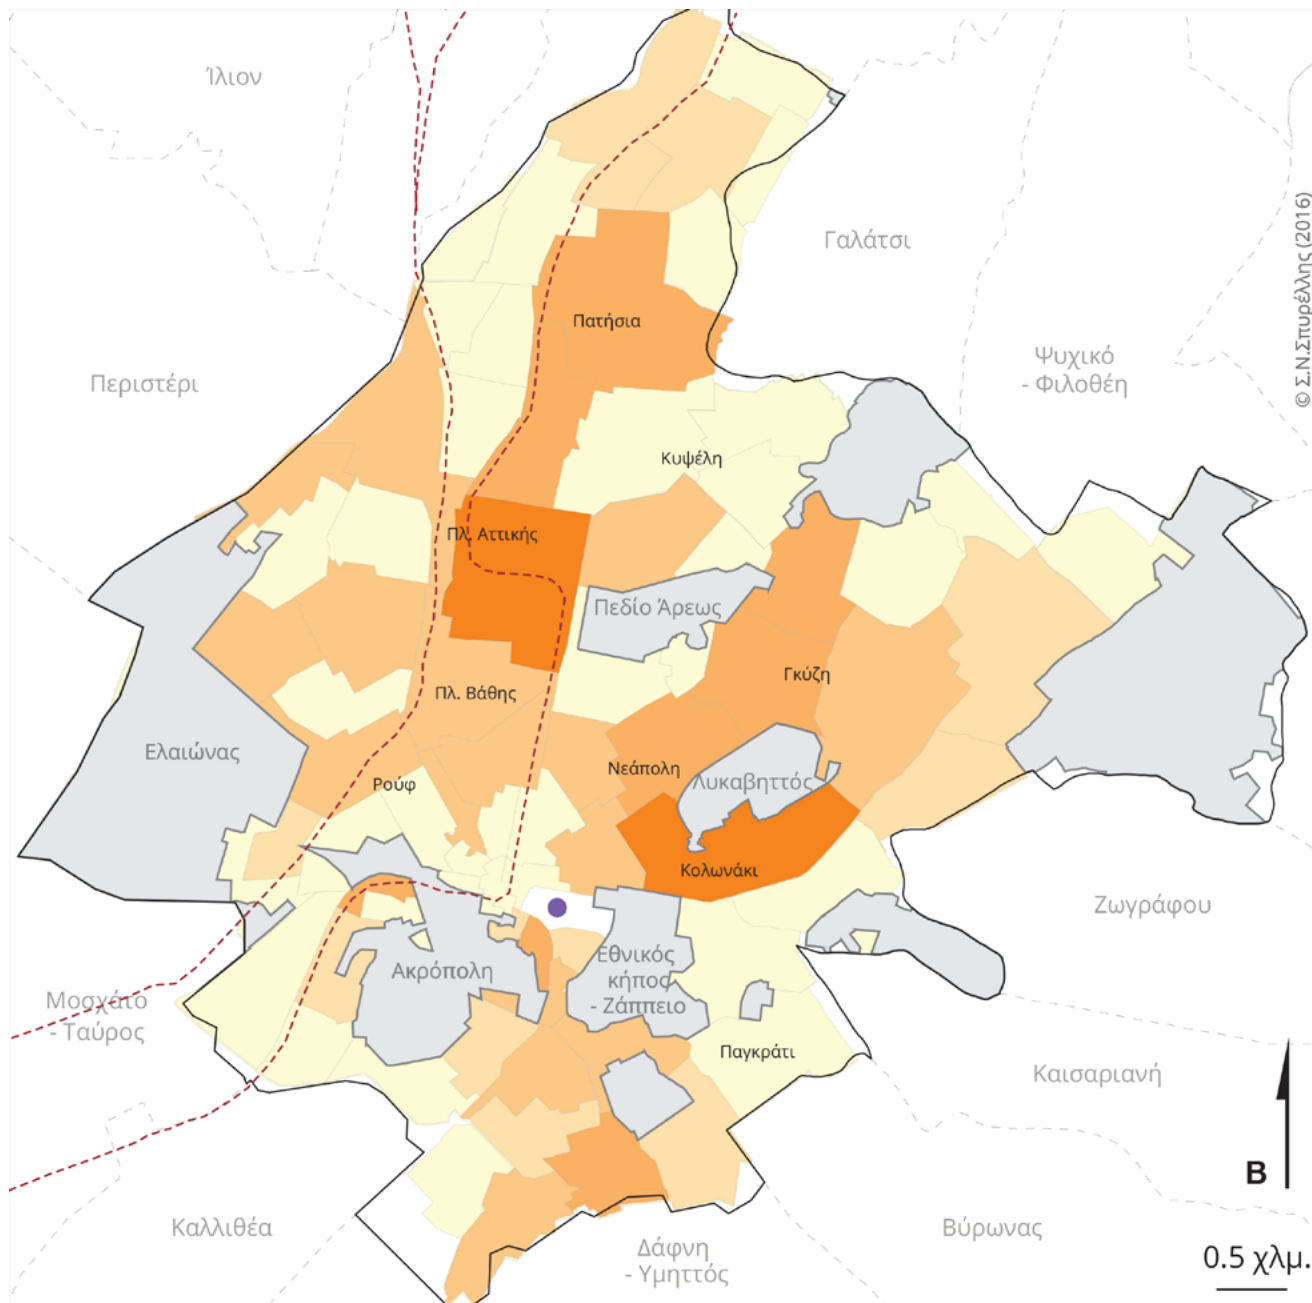 Ίλιον
Γαλάτσι
© Σ.Ν.Σπυρέλλης (2016)
Πατήσια
Ψυχικό
- Φιλοθέη
Περιστέρι
Κυψέλη
Πλ. Αττικής
Πεδίο Άρεως
Γκύζη
Πλ. Βάθης
Ελαιώνας
Νεάπολη
Λυκαβηττός
Ρούφ
Κολωνάκι
Ζωγράφου
Εθνικός
κήπος
- Ζάππειο
Ακρόπολη
Μοσχάτο
- Ταύρος
Παγκράτι
Καισαριανή
Β
Καλλιθέα
Βύρωνας
Δάφνη
- Υμηττός
0.5 χλμ.